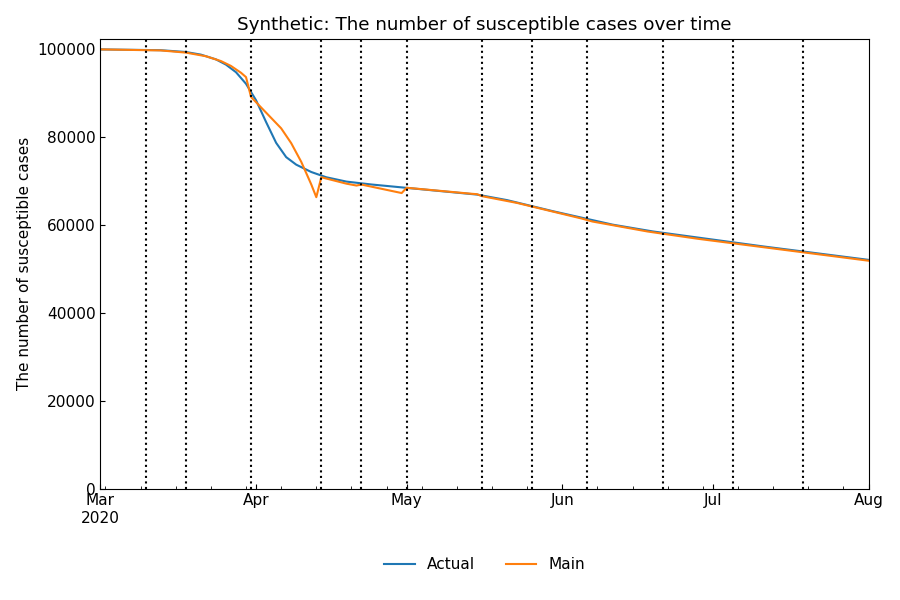 Synthetic: The number of susceptible cases over time
The number of susceptible cases
100000
80000
60000
40000
20000
0
Mar Apr May Jun Jul Aug
2020
Actual Main